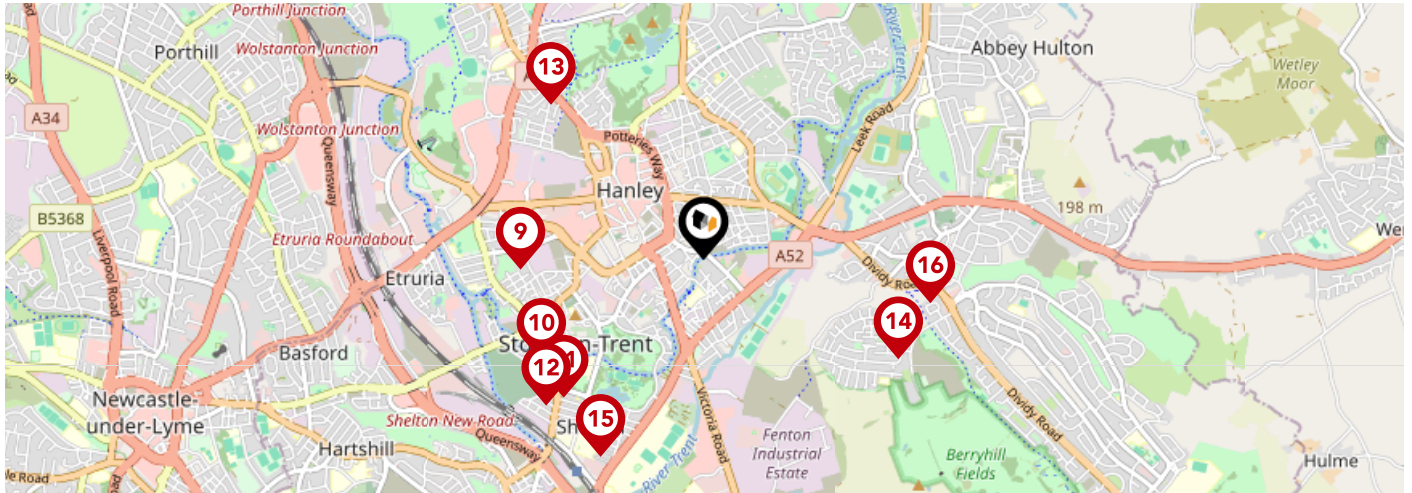 Porthill Junction
Porthill
Wolstanton Junction
Abbey Hulton
River Trent
Wetley
Moor
13
A34
Leek Road
Wolstanton Junction
Queensway
Potteries Way
Hanley
198 m
B5368
9
Etruria Roundabout
A52
Liverpool Road
Etruria
Dividy Road
16
10
14
Basford
12
Newcastle-
under-Lyme
15
Shelton New Road
Queensway
Victoria Road
Dividy Road
Hartshill
Fenton
Industrial
Estate
Berryhill
Fields
Hulme
River Trent